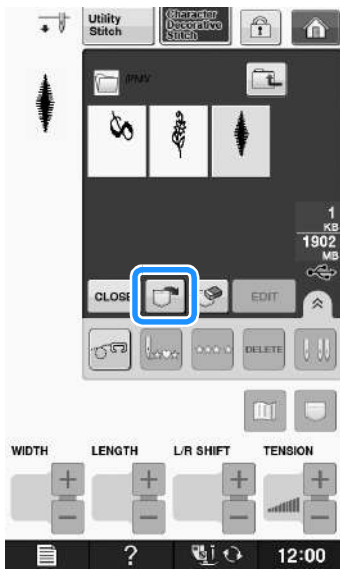 Utility
Stitch
Character
Decorative
Stitch
/PMV
1
KB
1902
MB
CLOSE
EDIT
DELETE
WIDTH
LENGTH
L/R SHIFT
TENSION
+
+
+
+
−
−
−
−
?
12:00